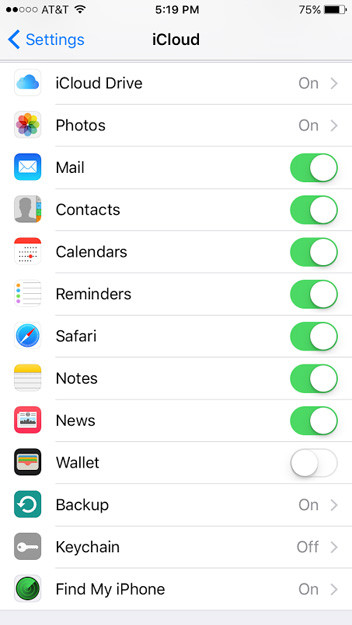 AT&T 5:19 PM 75%
Settings iCloud
iCloud Drive On
Photos On
Mail
Contacts
Calendars
Reminders
Safari
Notes
News
Wallet
Backup On
Keychain Off
Find My iPhone On